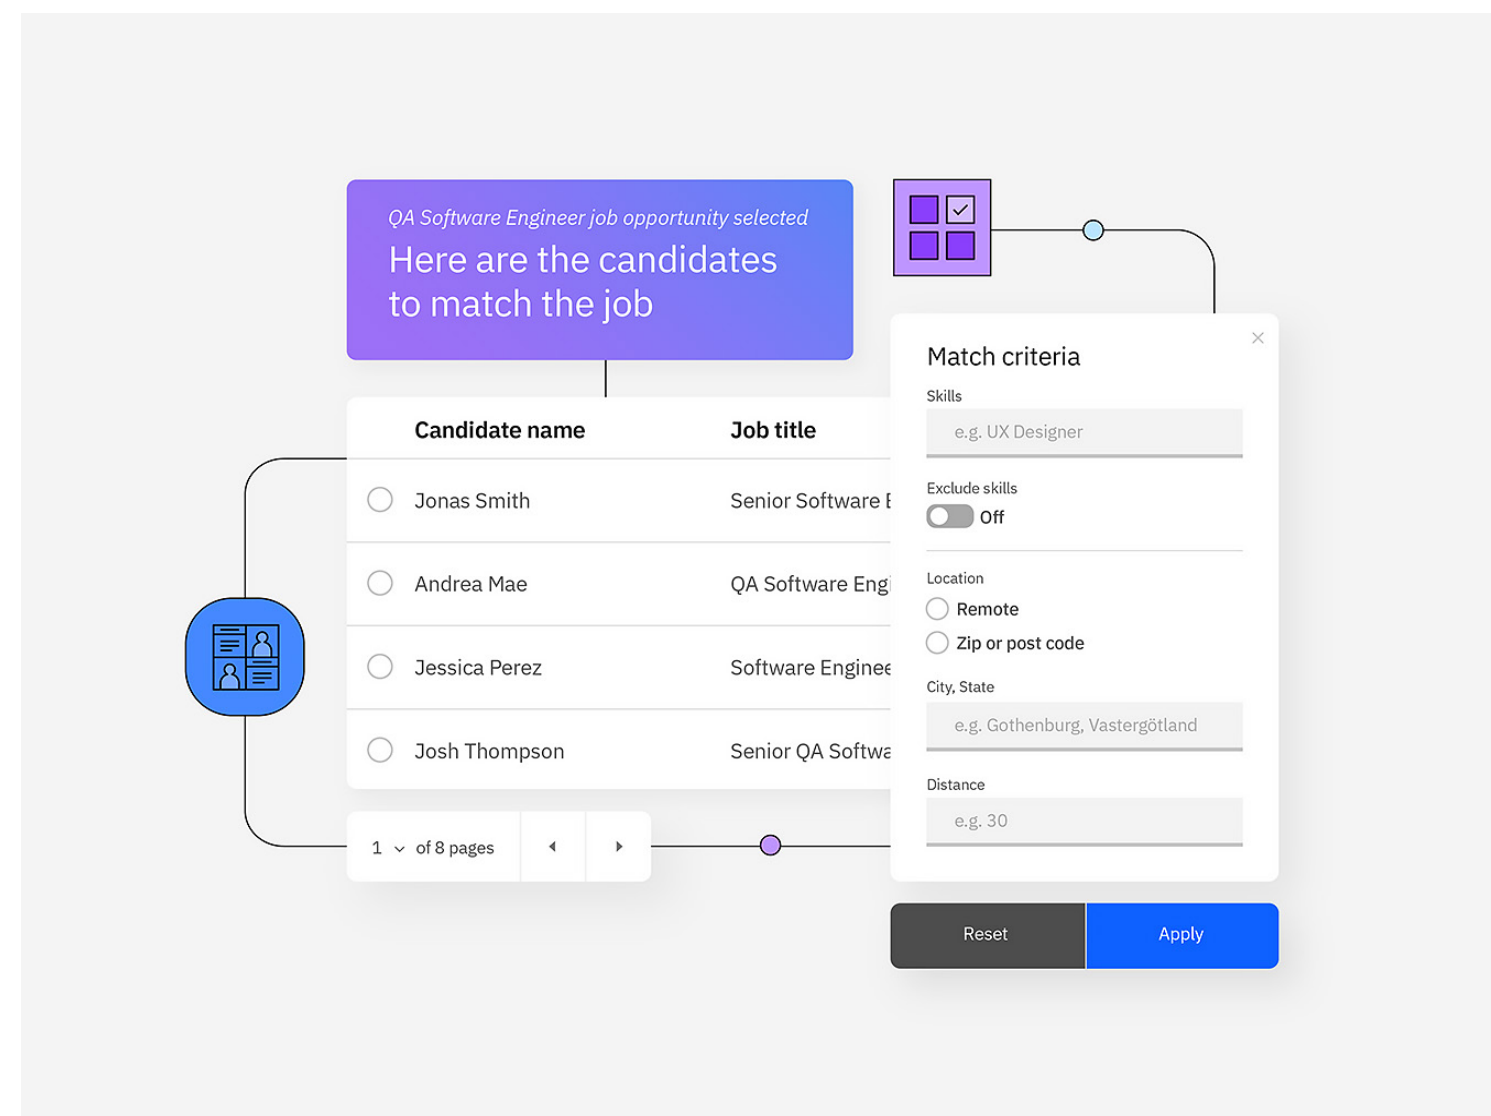 QA Software Engineer job opportunity selected
Here are the candidates
to match the job
Candidate name Job title
Jonas Smith Senior Software
Andrea Mae QA Software Engi
Jessica Perez Software Enginee
Josh Thompson Senior QA Softwa
1 of 8 pages
Match criteria
Skills
e.g. UX Designer
Exclude skills
Off
Location
Remote
Zip or post code
City, State
e.g. Gothenburg, Vastergötland
Distance
e.g. 30
Reset Apply